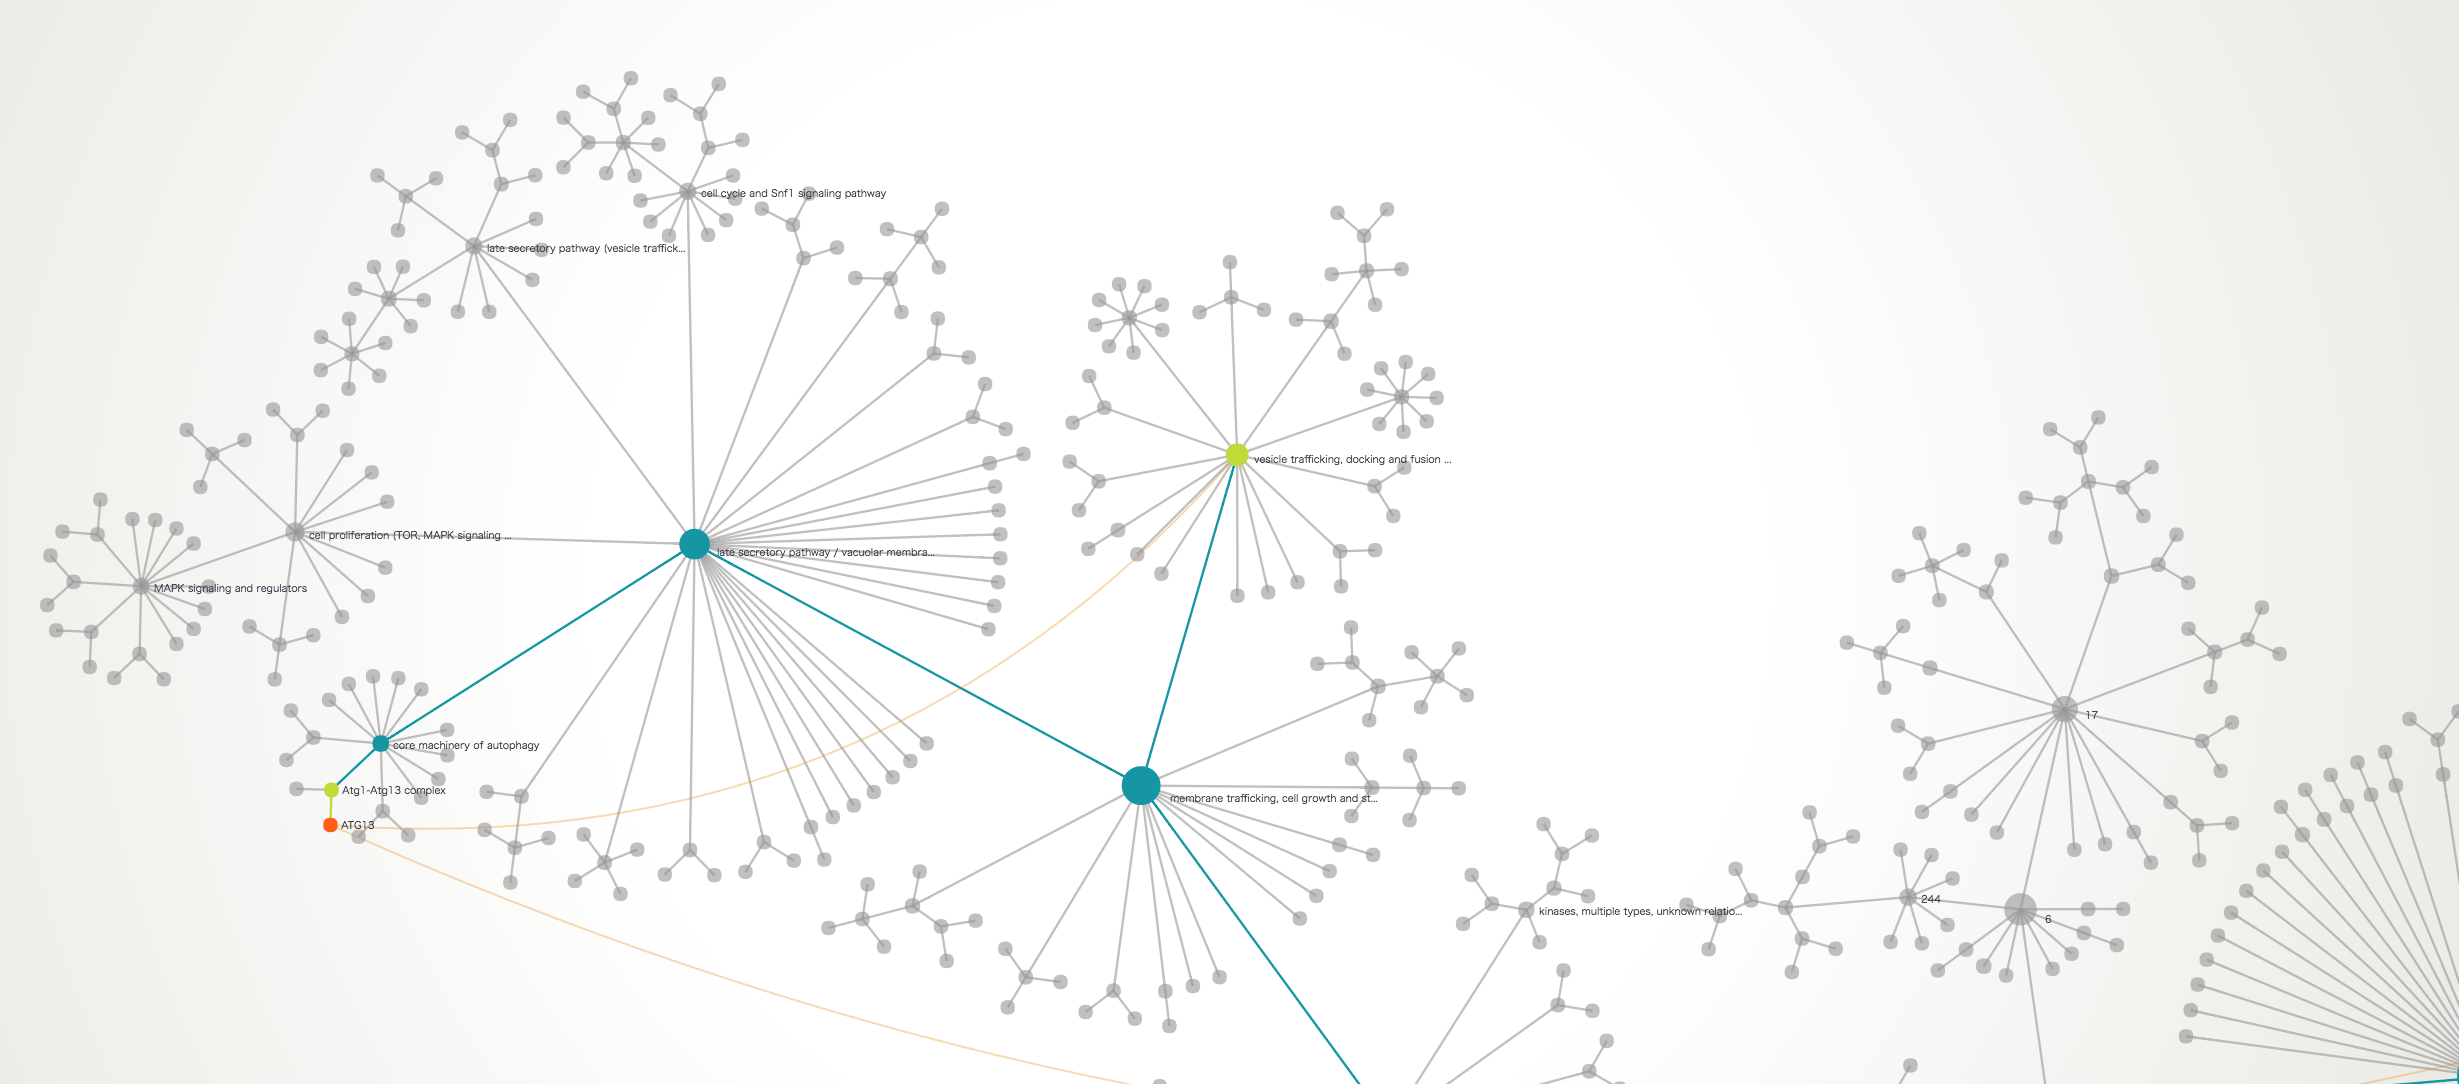 cell cycle and Snf1 signaling pathway
late secretory pathway (vesicle traffick...
vesicle trafficking, docking and fusion ...
cell proliferation (TOR, MAPK signaling ...
late secretory pathway / vacuolar membra...
MAPK signaling and regulators
17
core machinery of autophagy
Atg1-Atg13 complex
membrane trafficking, cell growth and st...
ATG13
244
kinases, multiple types, unknown relatio...
6